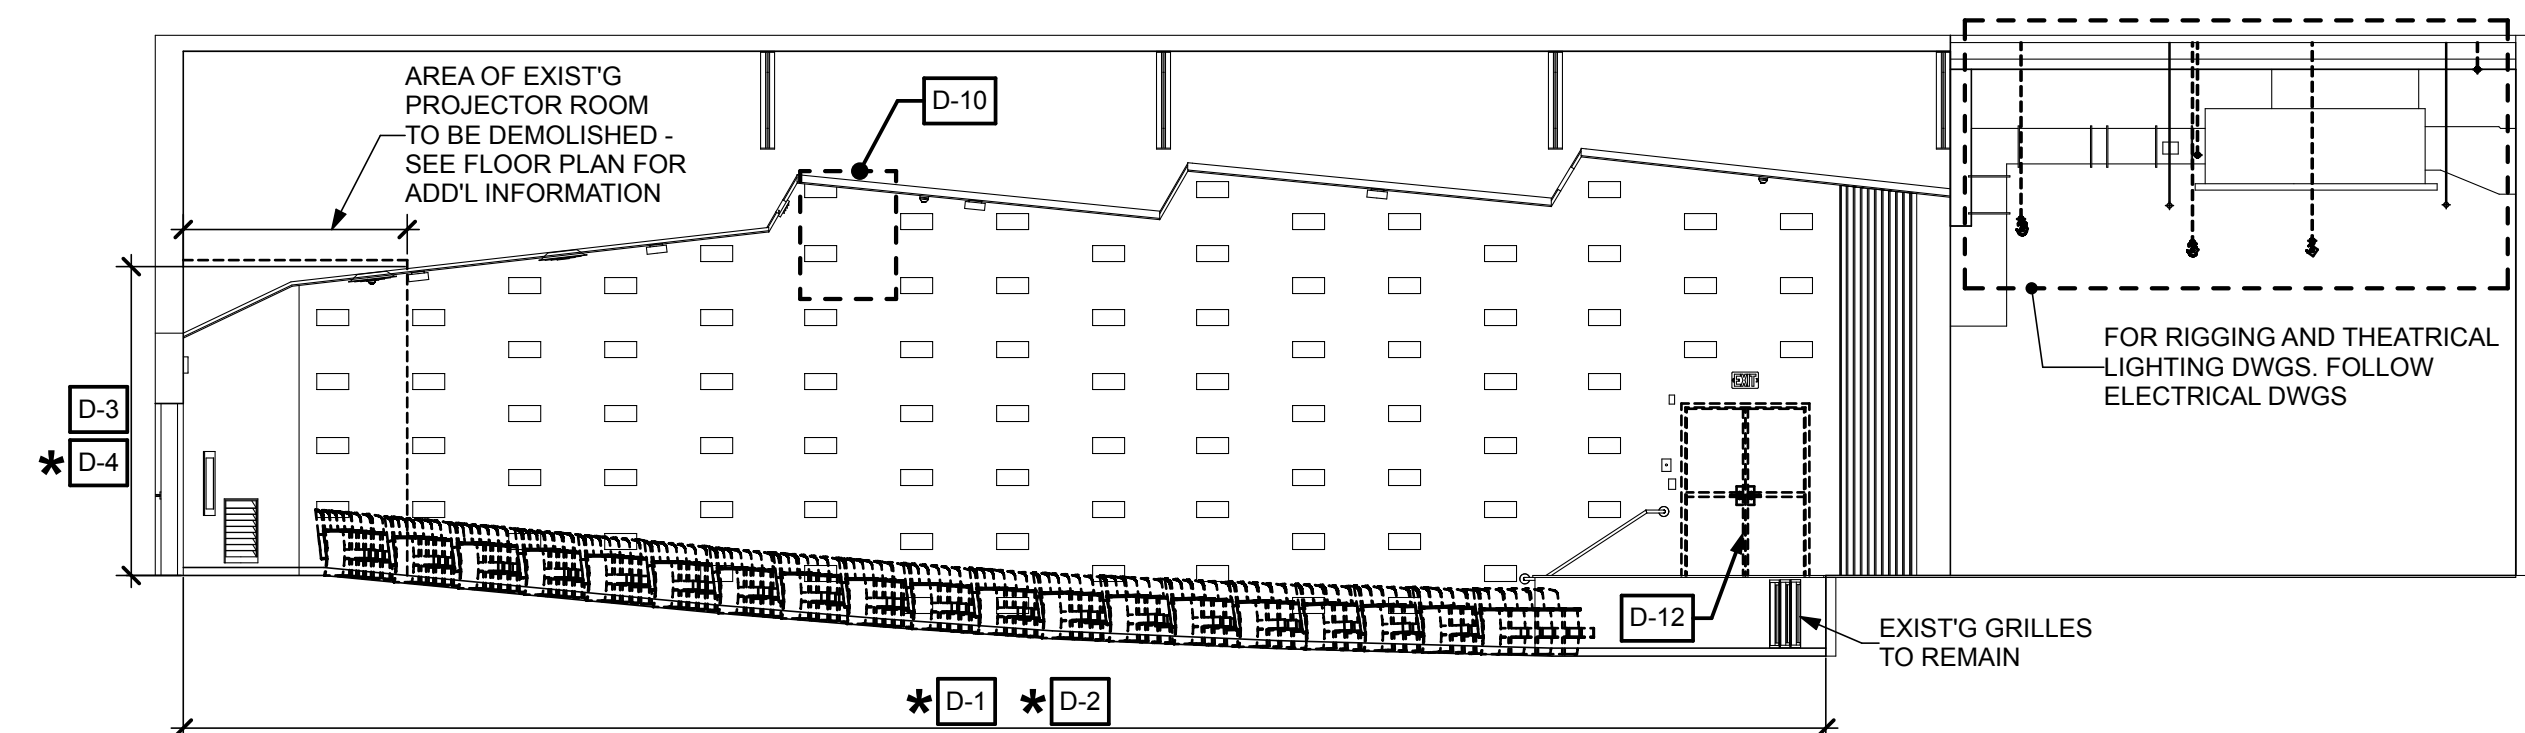 AREA OF EXIST'G
PROJECTOR ROOM
TO BE DEMOLISHED -
SEE FLOOR PLAN FOR
ADD'L INFORMATION
D-10
FOR RIGGING AND THEATRICAL
LIGHTING DWGS. FOLLOW
ELECTRICAL DWGS
EXIT
D-3
* D-4
D-12
EXIST'G GRILLES
TO REMAIN
* D-1 * D-2